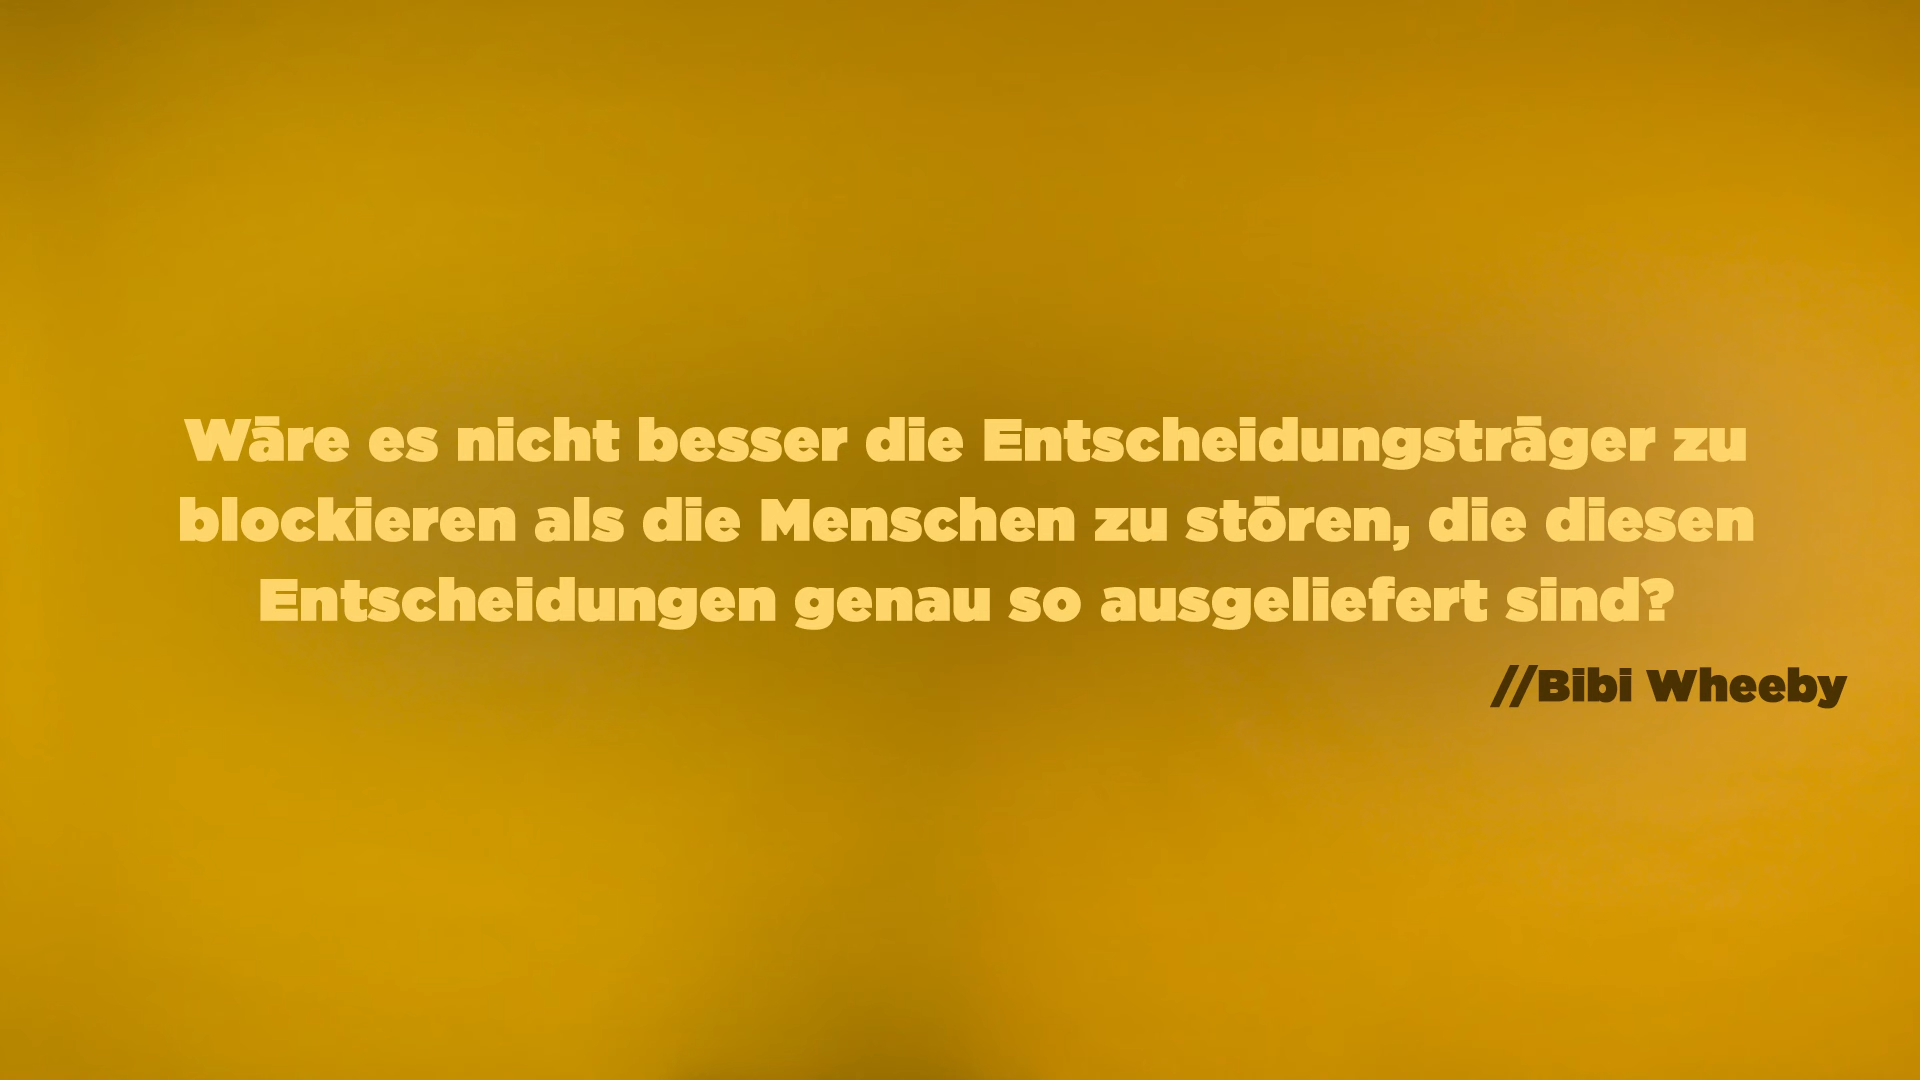 Wäre es nicht besser die Entscheidungsträger zu
blockieren als die Menschen zu stören, die diesen
Entscheidungen genau so ausgeliefert sind?
//Bibi Wheeby